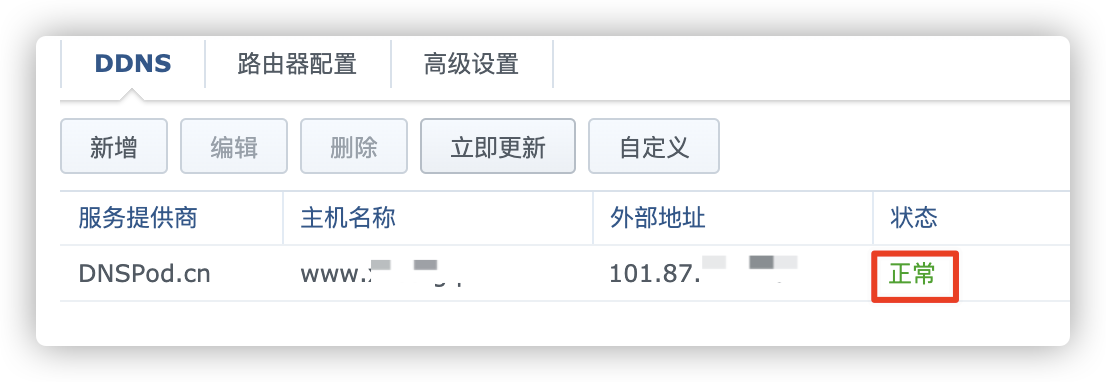 DDNS 路由器配置 高级设置
新增 编辑 删除 立即更新 自定义
服务提供商 主机名称 外部地址 状态
DNSPod.cn www. 101.87. 正常